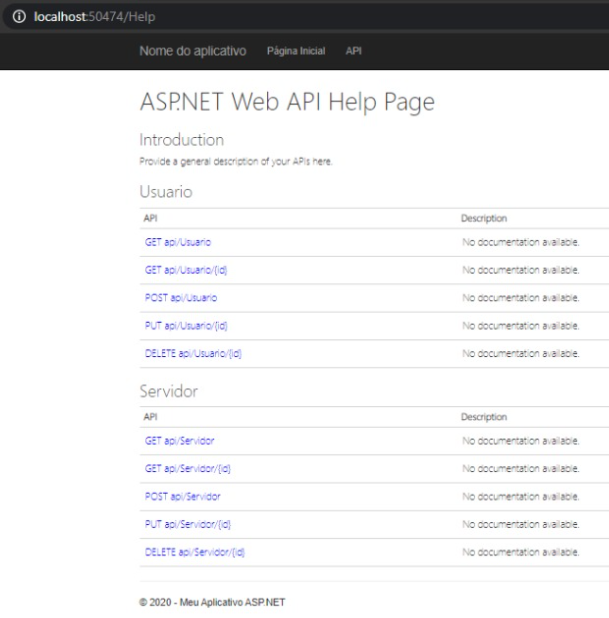 localhost:50474/Help
Nome do aplicativo Página Inicial API
ASP.NET Web API Help Page
Introduction
Provide a general description of your APIs here.
Usuario
API Description
GET api/Usuario No documentation available.
GET api/Usuario/{id} No documentation available.
POST api/Usuario No documentation available.
PUT api/Usuario/{id} No documentation available.
DELETE api/Usuario/{id} No documentation available.
Servidor
API Description
GET api/Servidor No documentation available.
GET api/Servidor/{id} No documentation available.
POST api/Servidor No documentation available.
PUT api/Servidor/{id} No documentation available.
DELETE api/Servidor/{id} No documentation available.
© 2020 - Meu Aplicativo ASP.NET